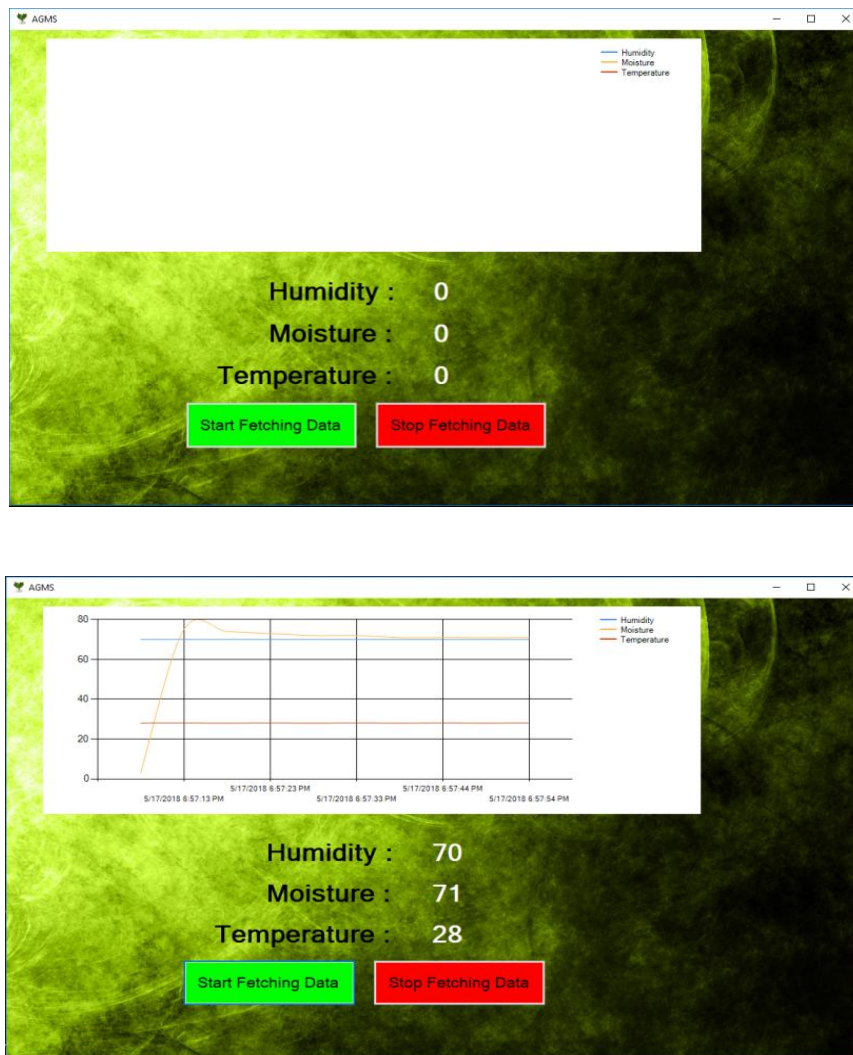 AGMS
Humidity
Moisture
Temperature
Humidity : 0
Moisture : 0
Temperature : 0
Start Fetching Data Stop Fetching Data
AGMS
80
60
40
20
0
Humidity
Moisture
Temperature
5/17/2018 6:57:23 PM 5/17/2018 6:57:44 PM
5/17/2018 6:57:13 PM 5/17/2018 6:57:33 PM 5/17/2018 6:57:54 PM
Humidity : 70
Moisture : 71
Temperature : 28
Start Fetching Data Stop Fetching Data